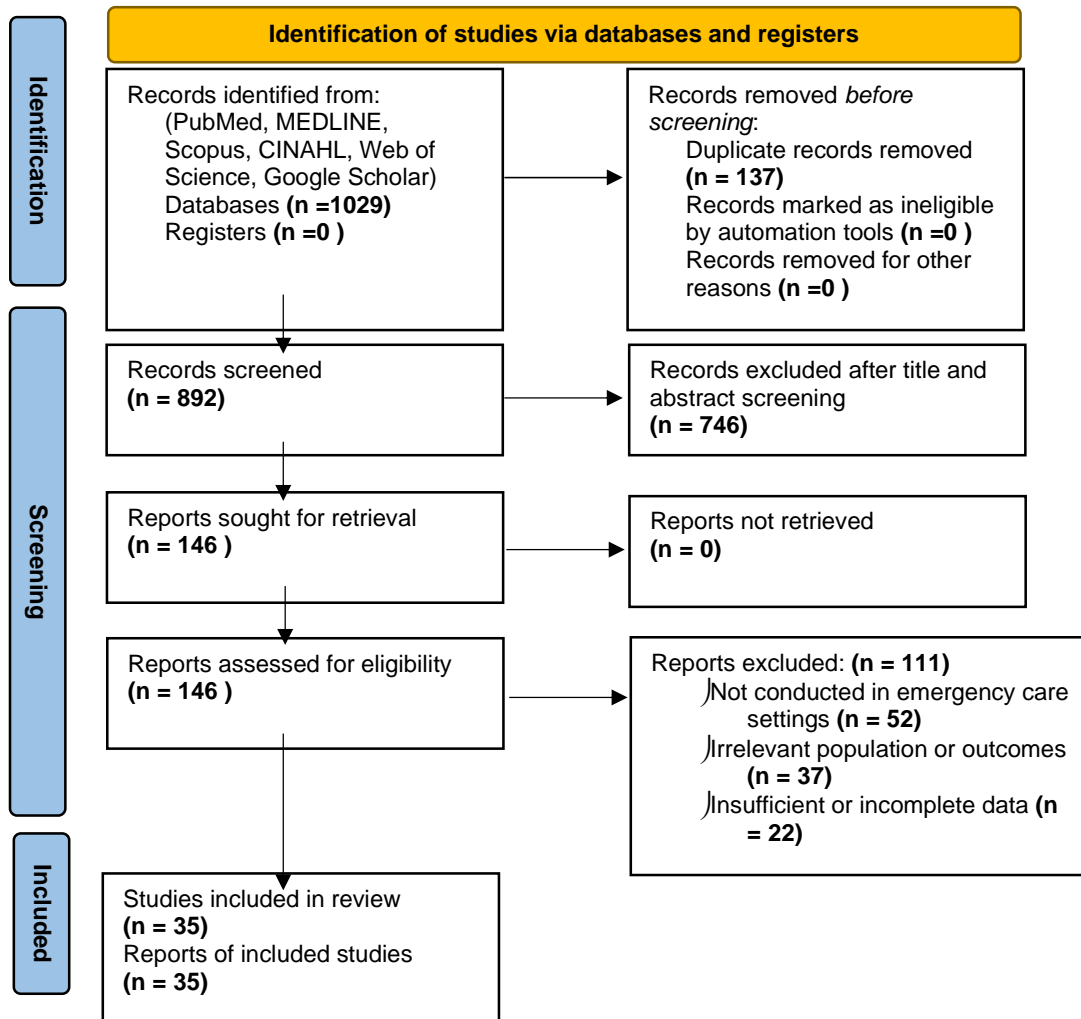 Identification of studies via databases and registers
Identification
Records identified from:
(PubMed, MEDLINE,
Scopus, CINAHL, Web of
Science, Google Scholar)
Databases (n =1029)
Registers (n =0 )
Records removed before
screening:
Duplicate records removed
(n = 137)
Records marked as ineligible
by automation tools (n =0 )
Records removed for other
reasons (n =0 )
Screening
Records screened
(n = 892)
Records excluded after title and
abstract screening
(n = 746)
Reports sought for retrieval
(n = 146 )
Reports not retrieved
(n = 0)
Reports assessed for eligibility
(n = 146 )
Reports excluded: (n = 111)
Not conducted in emergency care
settings (n = 52)
Irrelevant population or outcomes
(n = 37)
Insufficient or incomplete data (n
= 22)
Included
Studies included in review
(n = 35)
Reports of included studies
(n = 35)